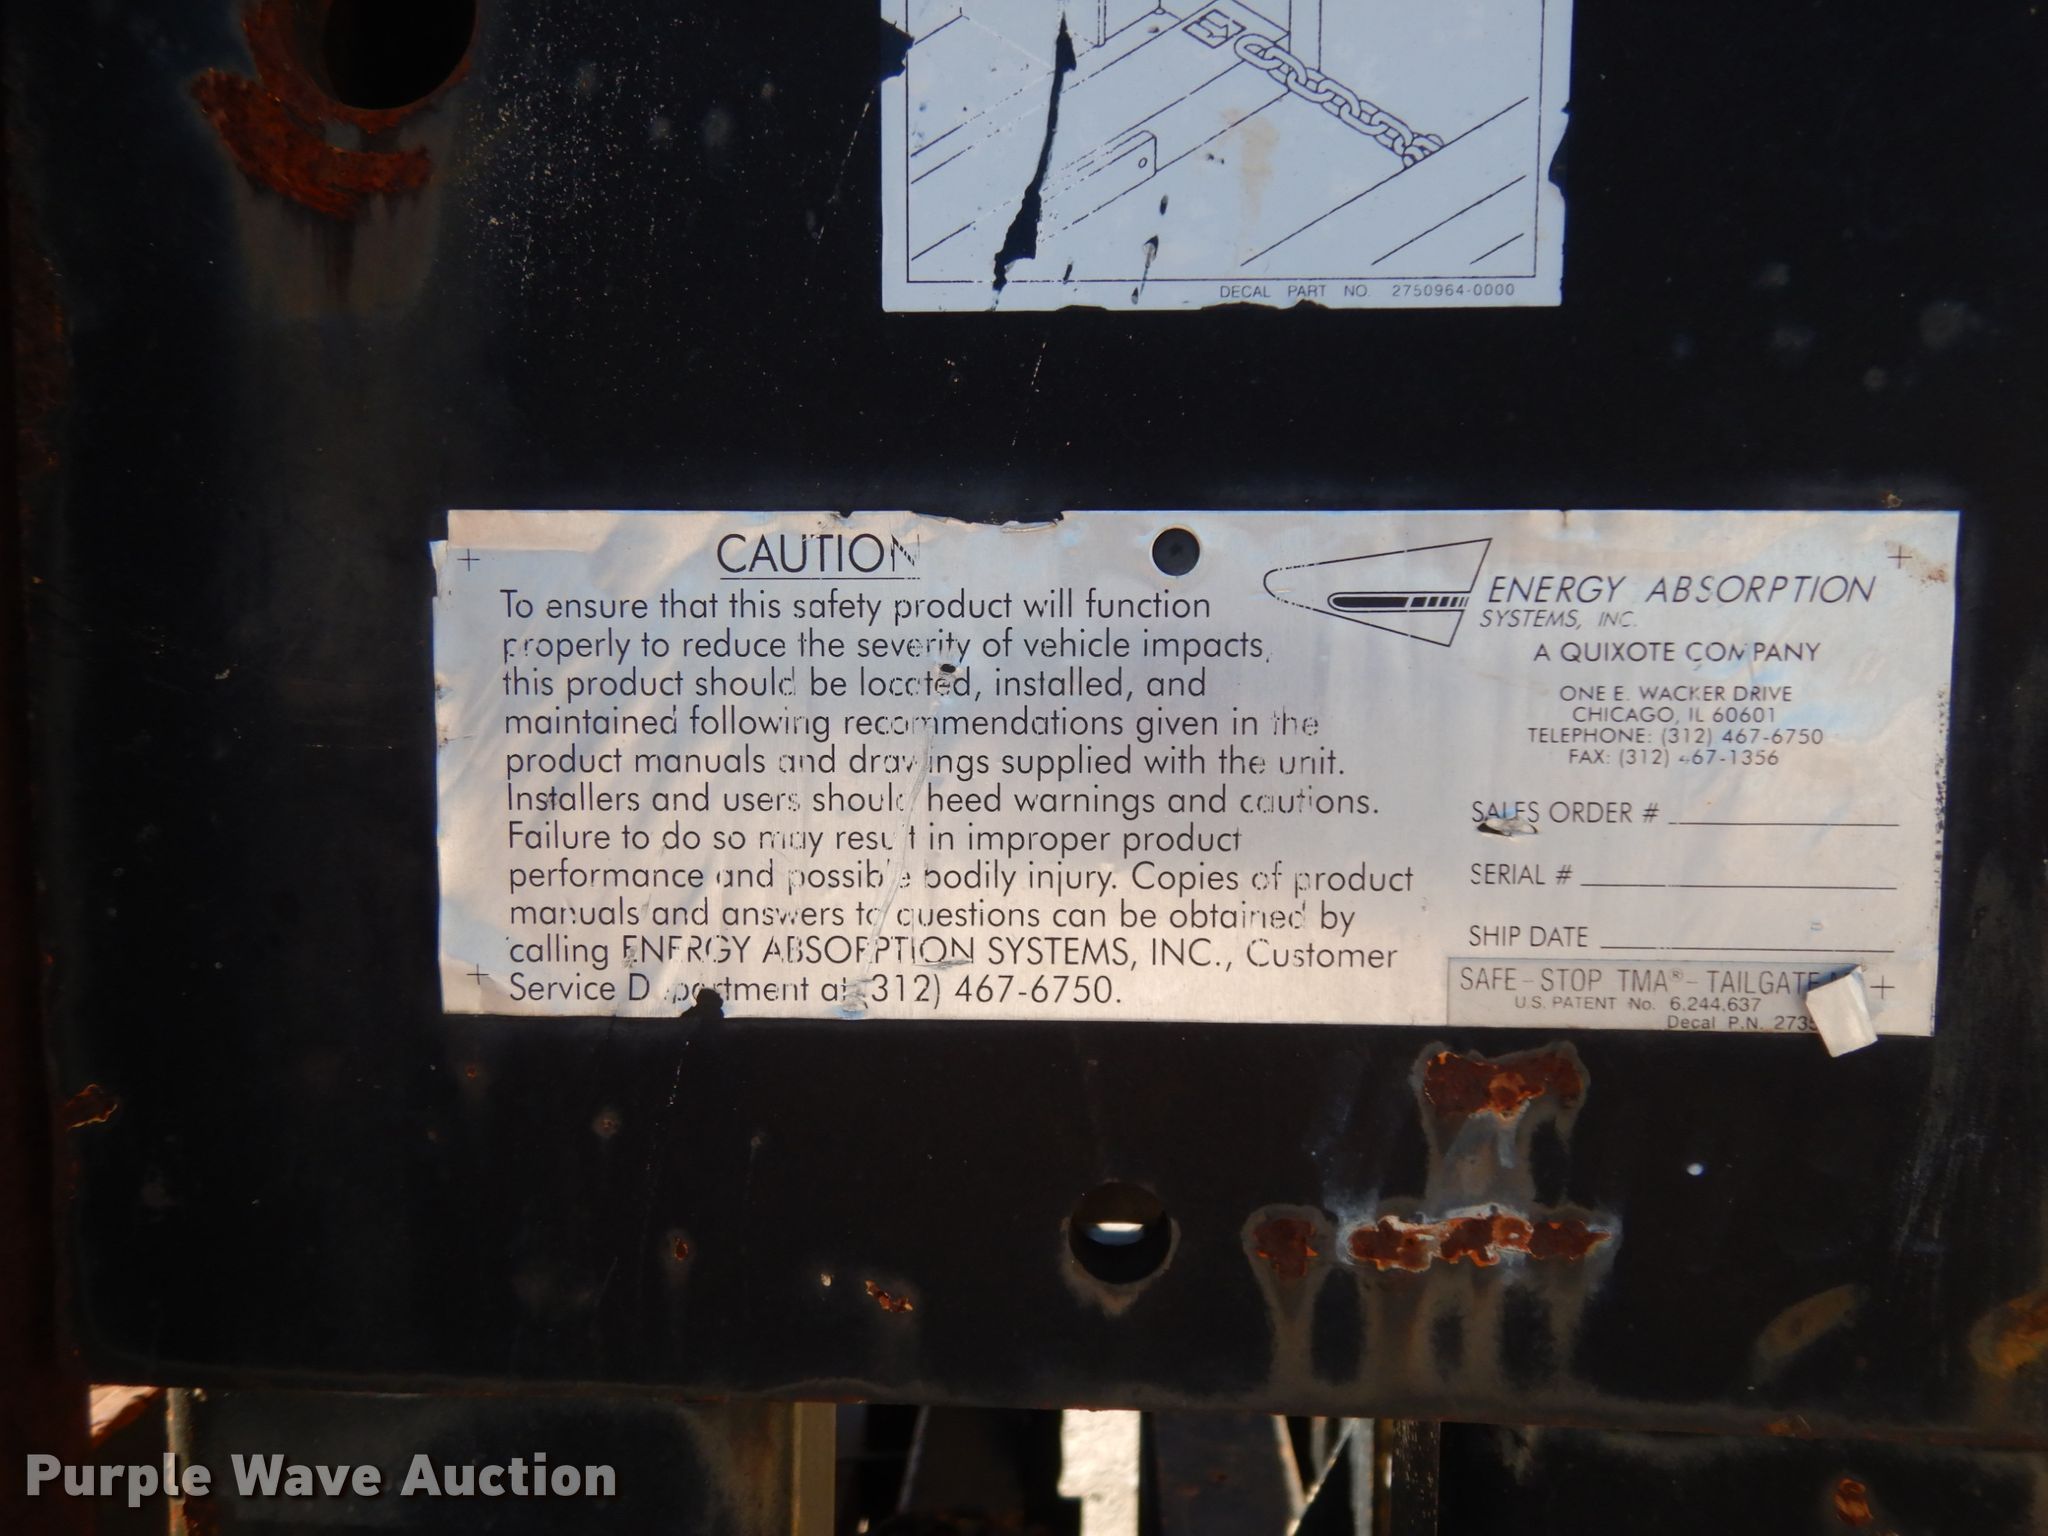 DECAL PART NO. 2750964-0000
CAUTION
To ensure that this safety product will function
properly to reduce the severity of vehicle impacts,
this product should be located, installed, and
maintained following recommendations given in the
product manuals and drawings supplied with the unit.
Installers and users should heed warnings and cautions.
Failure to do so may result in improper product
performance and possible bodily injury. Copies of product
manuals and answers to questions can be obtained by
calling ENERGY ABSORPTION SYSTEMS, INC., Customer
Service Department at (312) 467-6750.
ENERGY ABSORPTION
SYSTEMS, INC.
A QUIXOTE COMPANY
ONE E. WACKER DRIVE
CHICAGO, IL 60601
TELEPHONE: (312) 467-6750
FAX: (312) 467-1356
SALES ORDER #
SERIAL #
SHIP DATE
SAFE-STOP TMA®-TAILGATE
U.S. PATENT No. 6,244,637
Decal P.N.
Purple Wave Auction